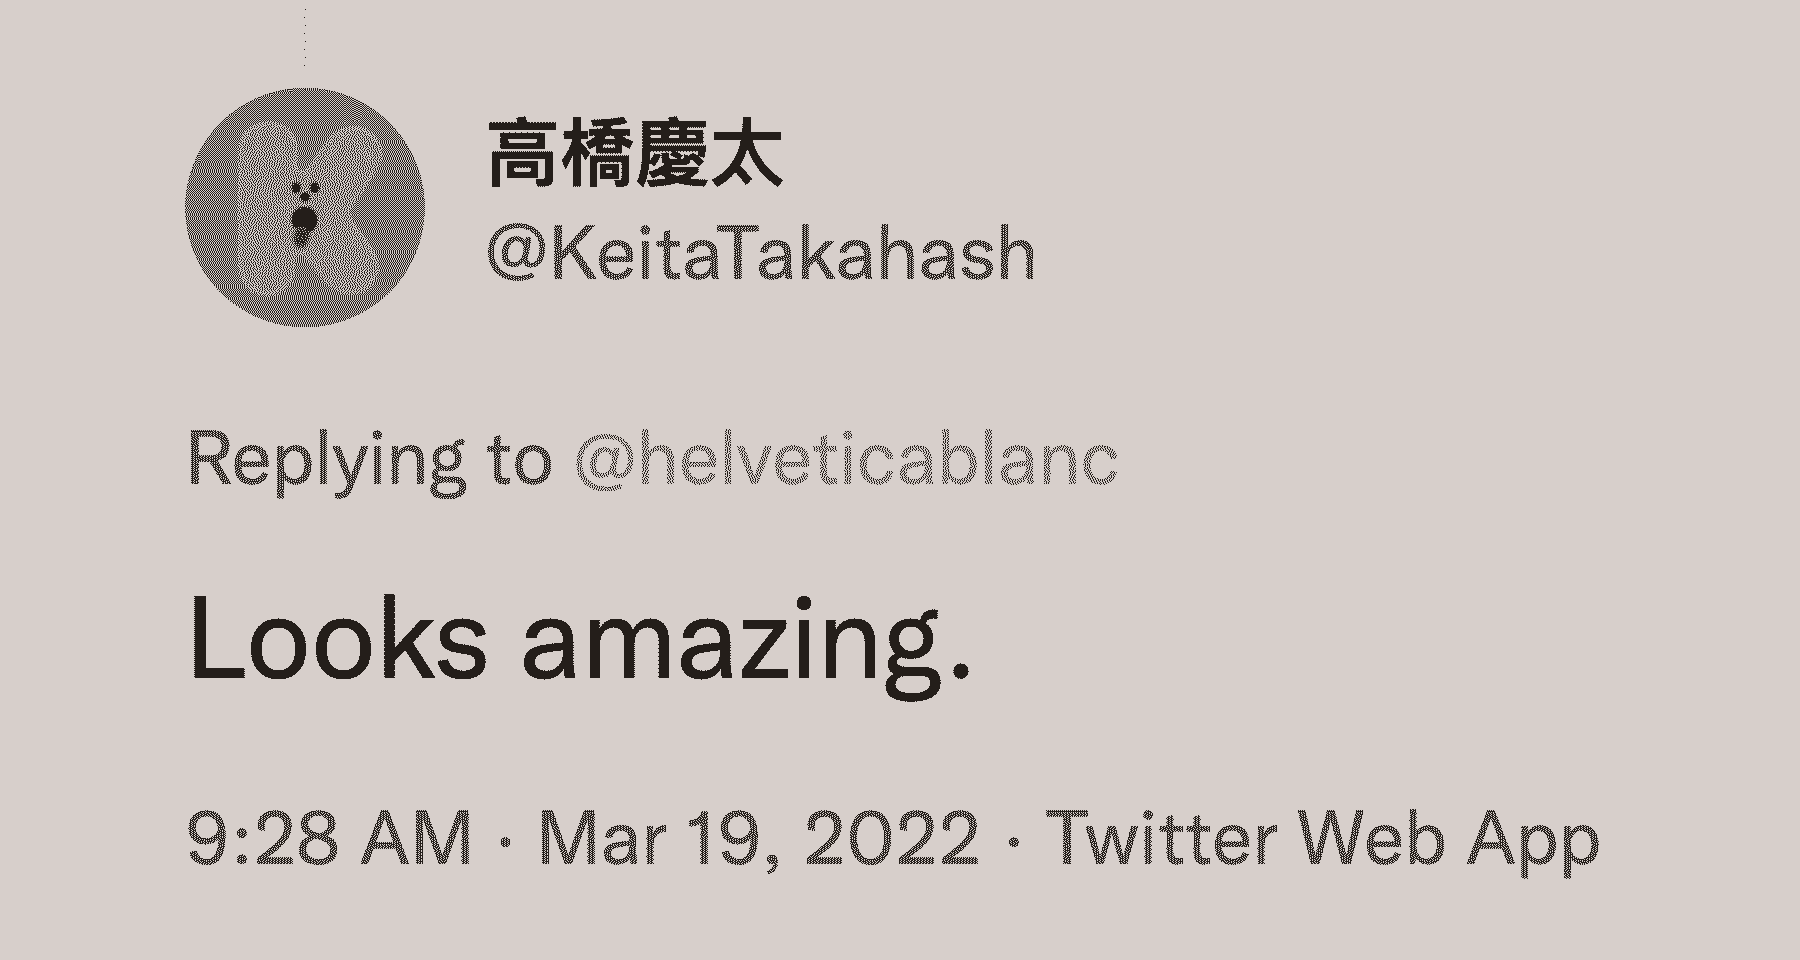 高橋慶太
@KeitaTakahash
Replying to @helveticablanc
Looks amazing.
9:28 AM · Mar 19, 2022 · Twitter Web App